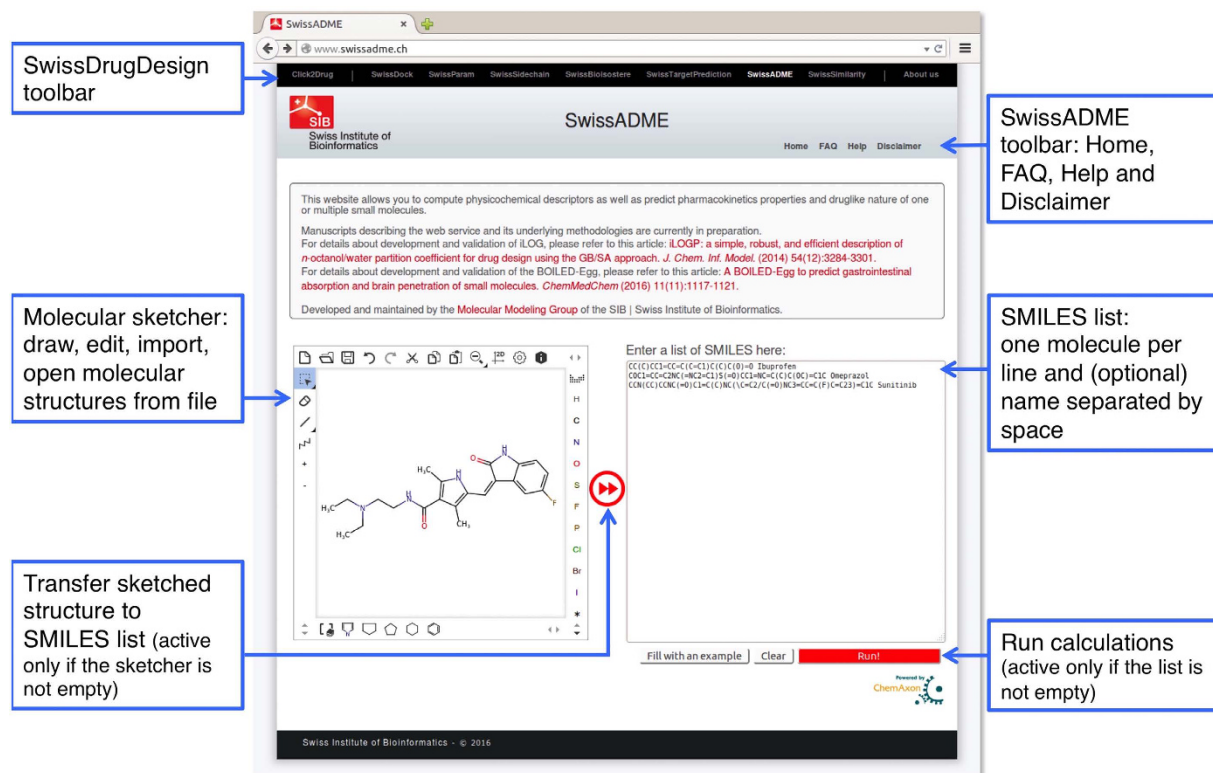 SwissADME
×
www.swissadme.ch
SwissDrugDesign
toolbar
Click2Drug | SwissDock SwissParam SwissSidechain SwissBioisostere SwissTargetPrediction SwissADME SwissSimilarity | About us
SIB
Swiss Institute of
Bioinformatics
SwissADME
Home FAQ Help Disclaimer
SwissADME
toolbar: Home,
FAQ, Help and
Disclaimer
This website allows you to compute physicochemical descriptors as well as predict pharmacokinetics properties and druglike nature of one
or multiple small molecules.
Manuscripts describing the web service and its underlying methodologies are currently in preparation.
For details about development and validation of iLOG, please refer to this article: iLOGP: a simple, robust, and efficient description of
n-octanol/water partition coefficient for drug design using the GB/SA approach. J. Chem. Inf. Model. (2014) 54(12):3284-3301.
For details about development and validation of the BOILED-Egg, please refer to this article: A BOILED-Egg to predict gastrointestinal
absorption and brain penetration of small molecules. ChemMedChem (2016) 11(11):1117-1121.
Developed and maintained by the Molecular Modeling Group of the SIB | Swiss Institute of Bioinformatics.
Molecular sketcher:
draw, edit, import,
open molecular
structures from file
2D
H
C
N
O
S
F
P
Cl
Br
I
*
+
-
H
N
O
H
N
H₃C
F
H
N
N
O
CH₃
H₃C
H₃C
Enter a list of SMILES here:
CC(C)CC1=CC=C(C=C1)C(C)C(O)=O Ibuprofen
COC1=CC=C2NC(=NC2=C1)S(=O)CC1=NC=C(C)C(OC)=C1C Omeprazol
CCN(CC)CCNC(=O)C1=C(C)NC(\C=C2/C(=O)NC3=CC=C(F)C=C23)=C1C Sunitinib
SMILES list:
one molecule per
line and (optional)
name separated by
space
Transfer sketched
structure to
SMILES list (active
only if the sketcher is
not empty)
Fill with an example
Clear
Run!
Run calculations
(active only if the list is
not empty)
Powered by
ChemAxon
Swiss Institute of Bioinformatics - © 2016